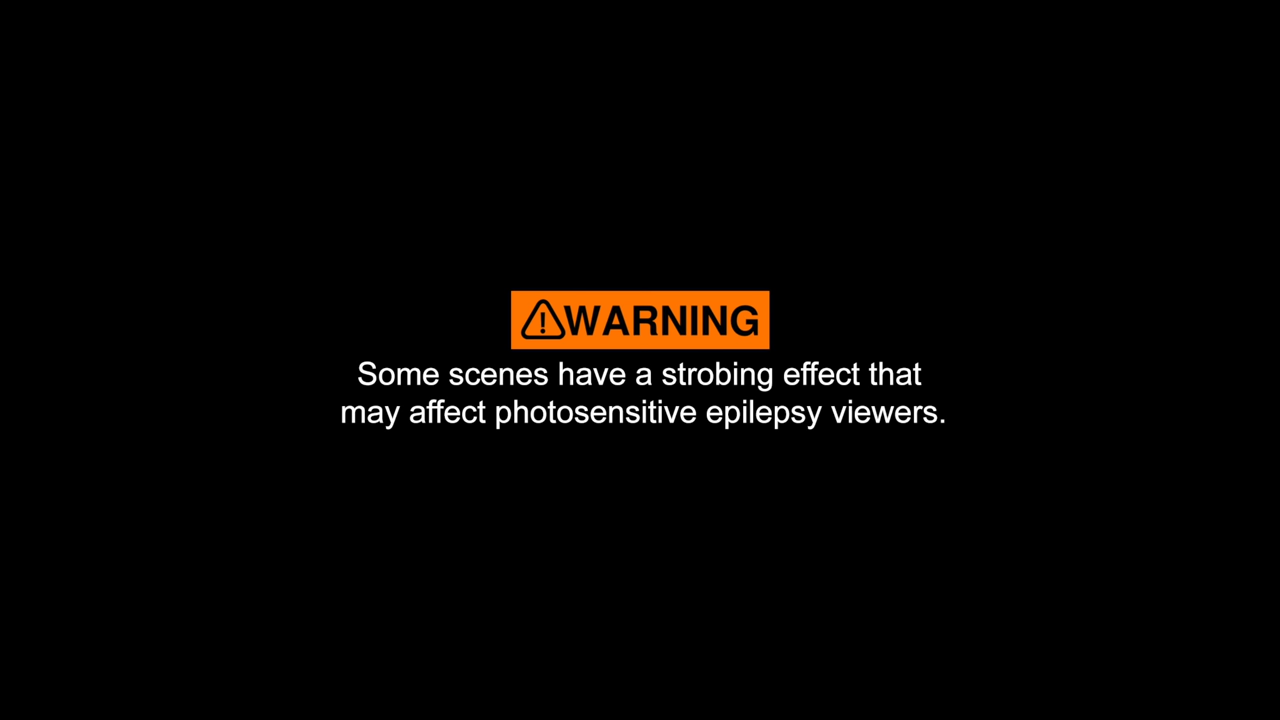 WARNING
Some scenes have a strobing effect that
may affect photosensitive epilepsy viewers.